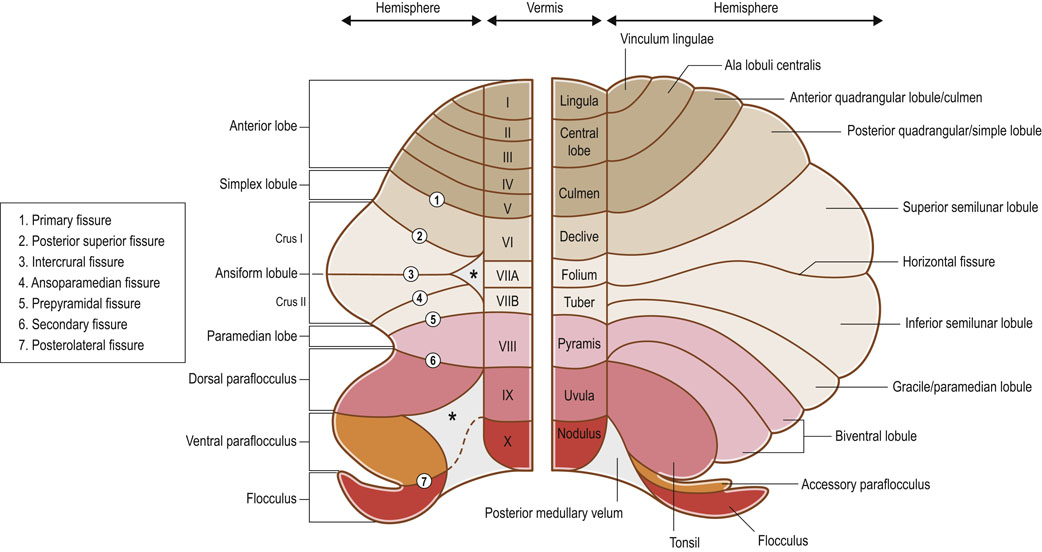 Hemisphere
Vermis
Hemisphere
Vinculum lingulae
Ala lobuli centralis
Anterior quadrangular lobule/culmen
Posterior quadrangular/simple lobule
Superior semilunar lobule
Horizontal fissure
Inferior semilunar lobule
Gracile/paramedian lobule
Biventral lobule
Accessory paraflocculus
Flocculus
Tonsil
Posterior medullary velum
Anterior lobe
Simplex lobule
Crus I
Ansiform lobule
Crus II
Paramedian lobe
Dorsal paraflocculus
Ventral paraflocculus
Flocculus
1. Primary fissure
2. Posterior superior fissure
3. Intercrural fissure
4. Ansoparamedian fissure
5. Prepyramidal fissure
6. Secondary fissure
7. Posterolateral fissure
1
2
3
*
4
5
6
*
7
I
II
III
IV
V
VI
VIIA
VIIB
VIII
IX
X
Lingula
Central
lobe
Culmen
Declive
Folium
Tuber
Pyramis
Uvula
Nodulus